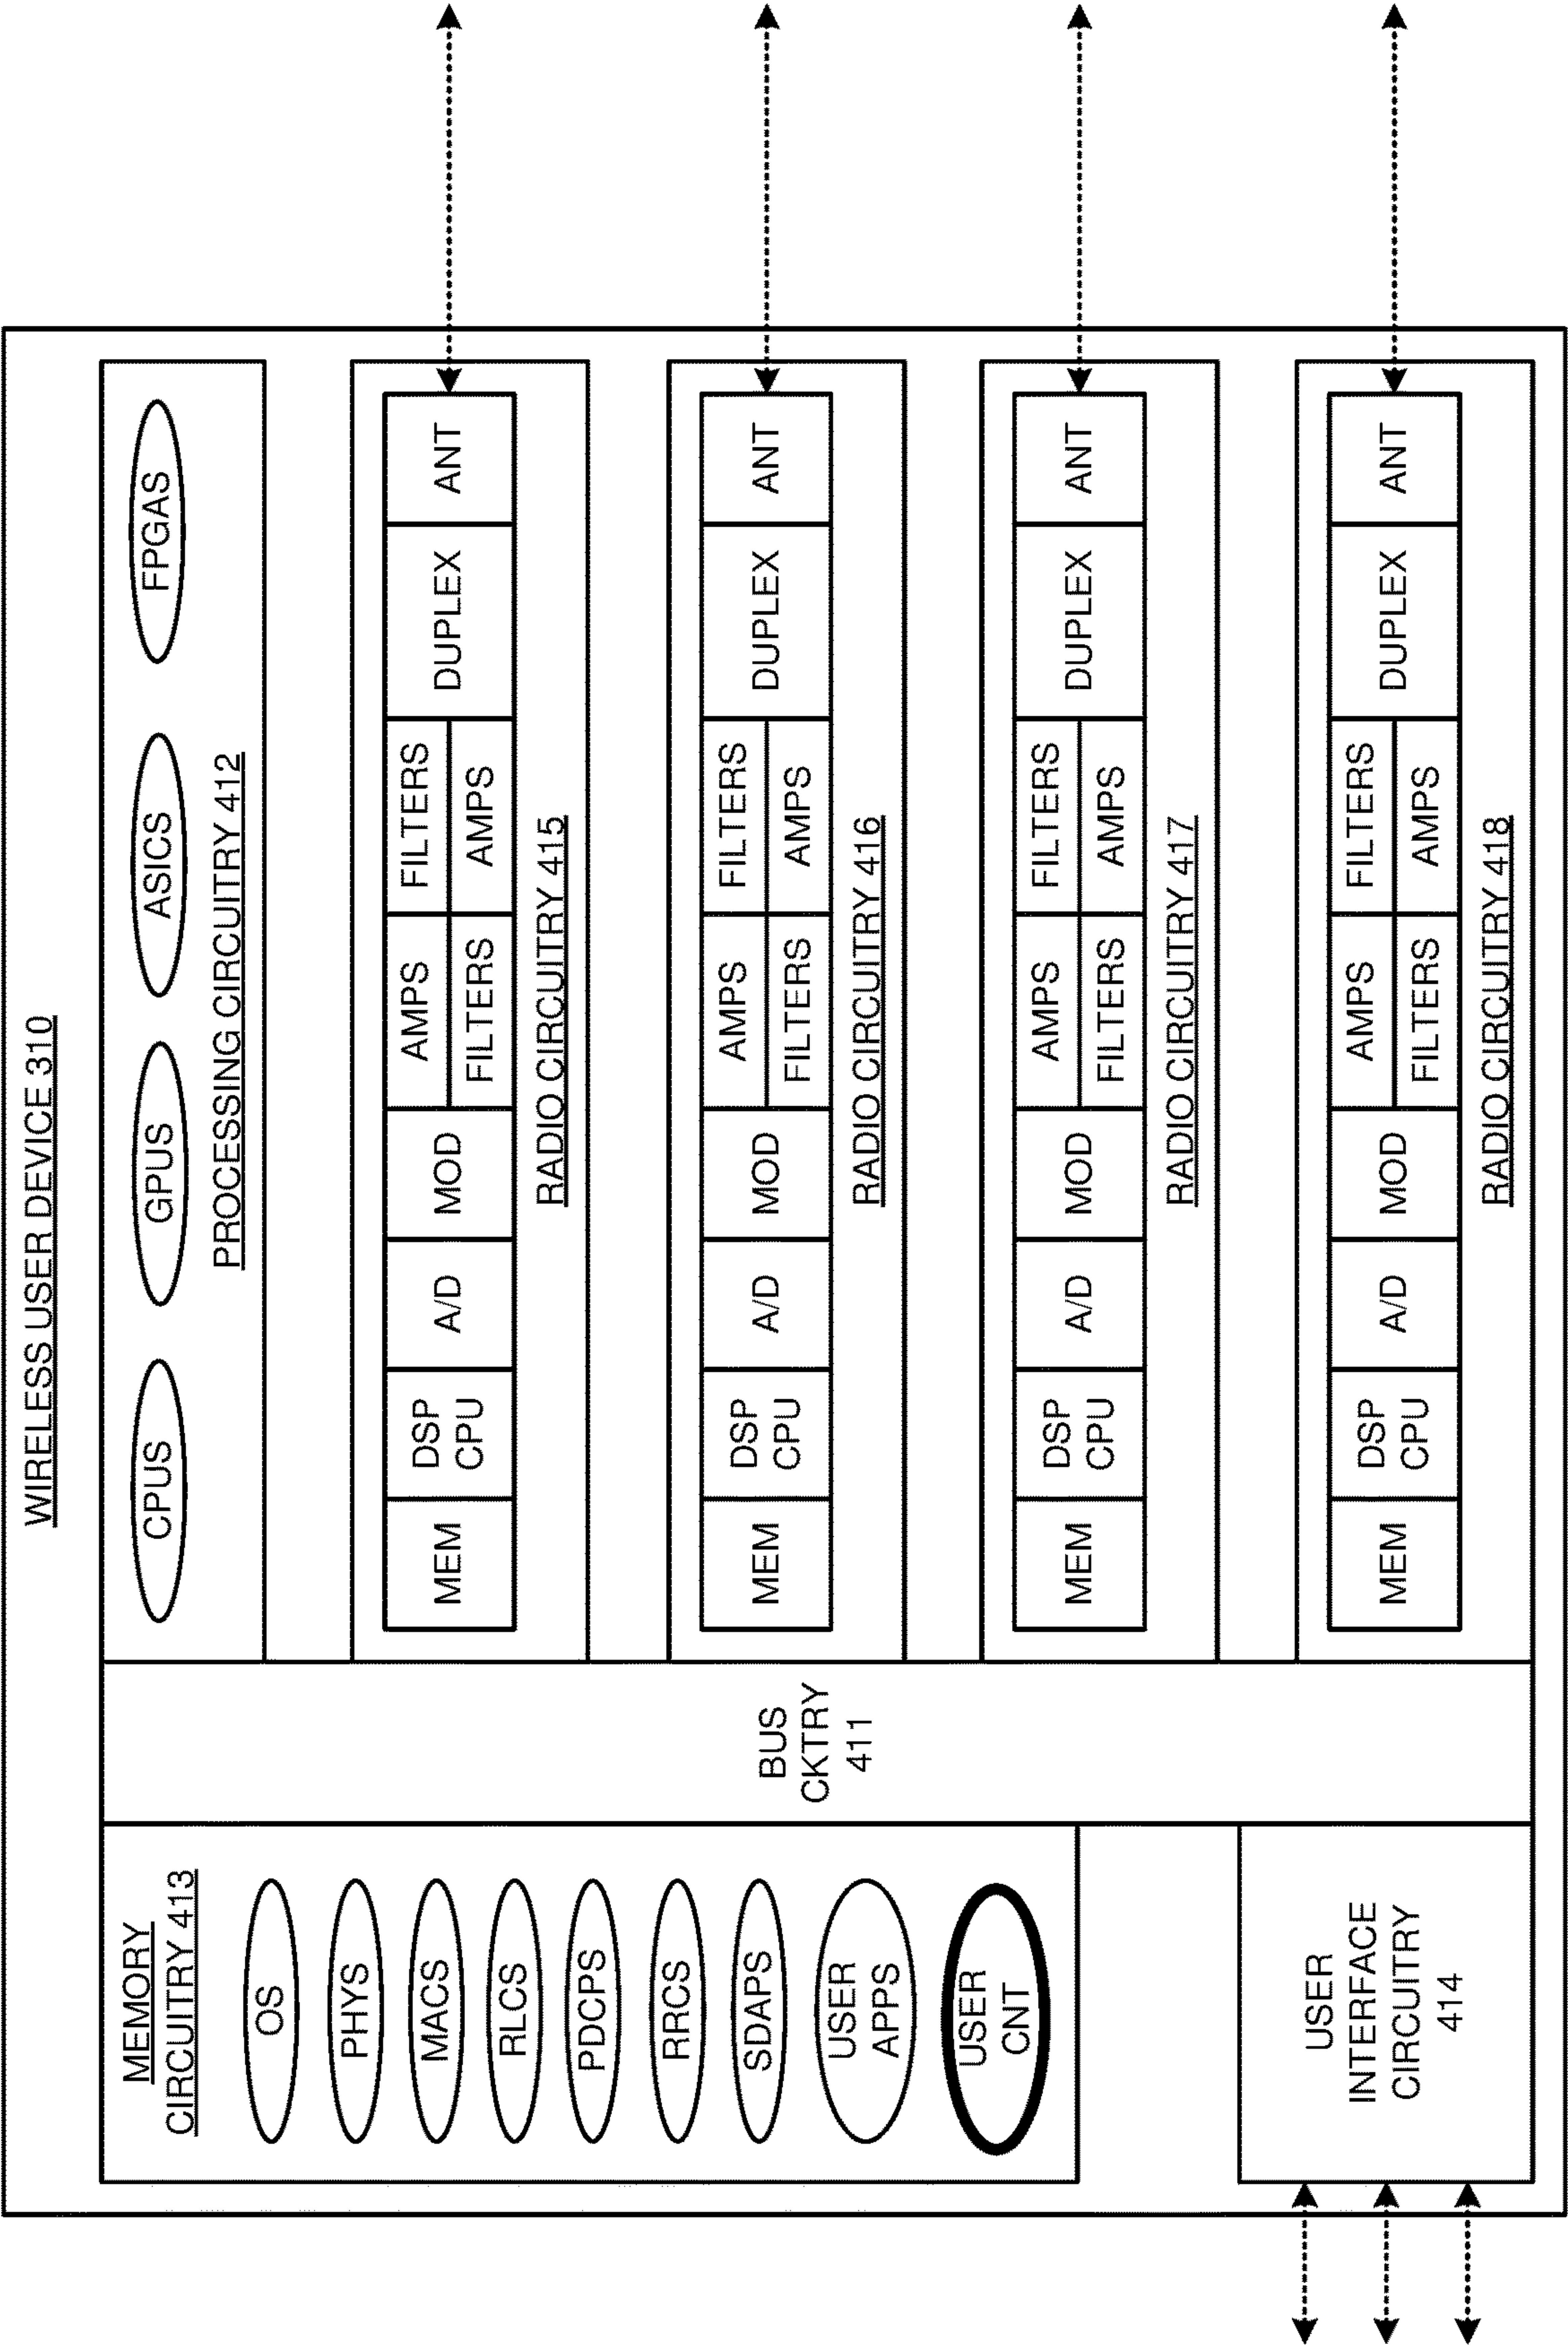 WIRELESS USER DEVICE 310
MEMORY
CIRCUITRY 413
OS
PHYS
MACS
RLCS
PDCPS
RRCS
SDAPS
USER
APPS
USER
CNT
USER
INTERFACE
CIRCUITRY
414
BUS
CKTRY
411
CPUS
GPUS
ASICS
FPGAS
PROCESSING CIRCUITRY 412
MEM
DSP
CPU
A/D
MOD
AMPS
FILTERS
FILTERS
AMPS
DUPLEX
ANT
RADIO CIRCUITRY 415
MEM
DSP
CPU
A/D
MOD
AMPS
FILTERS
FILTERS
AMPS
DUPLEX
ANT
RADIO CIRCUITRY 416
MEM
DSP
CPU
A/D
MOD
AMPS
FILTERS
FILTERS
AMPS
DUPLEX
ANT
RADIO CIRCUITRY 417
MEM
DSP
CPU
A/D
MOD
AMPS
FILTERS
FILTERS
AMPS
DUPLEX
ANT
RADIO CIRCUITRY 418